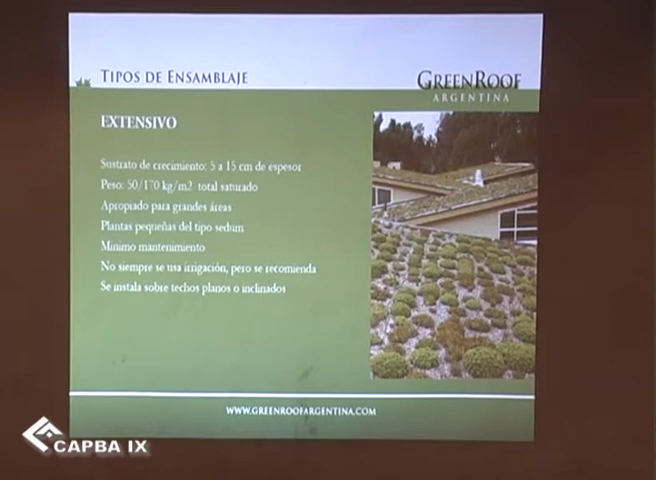 TIPOS DE ENSAMBLAJE
GREENROOF
ARGENTINA
EXTENSIVO
Sustrato de crecimiento: 5 a 15 cm de espesor
Peso: 50/170 kg/m2 total saturado
Apropiado para grandes áreas
Plantas pequeñas del tipo sedum
Mínimo mantenimiento
No siempre se usa irrigación, pero se recomienda
Se instala sobre techos planos o inclinados
WWW.GREENROOFARGENTINA.COM
CAPBA IX